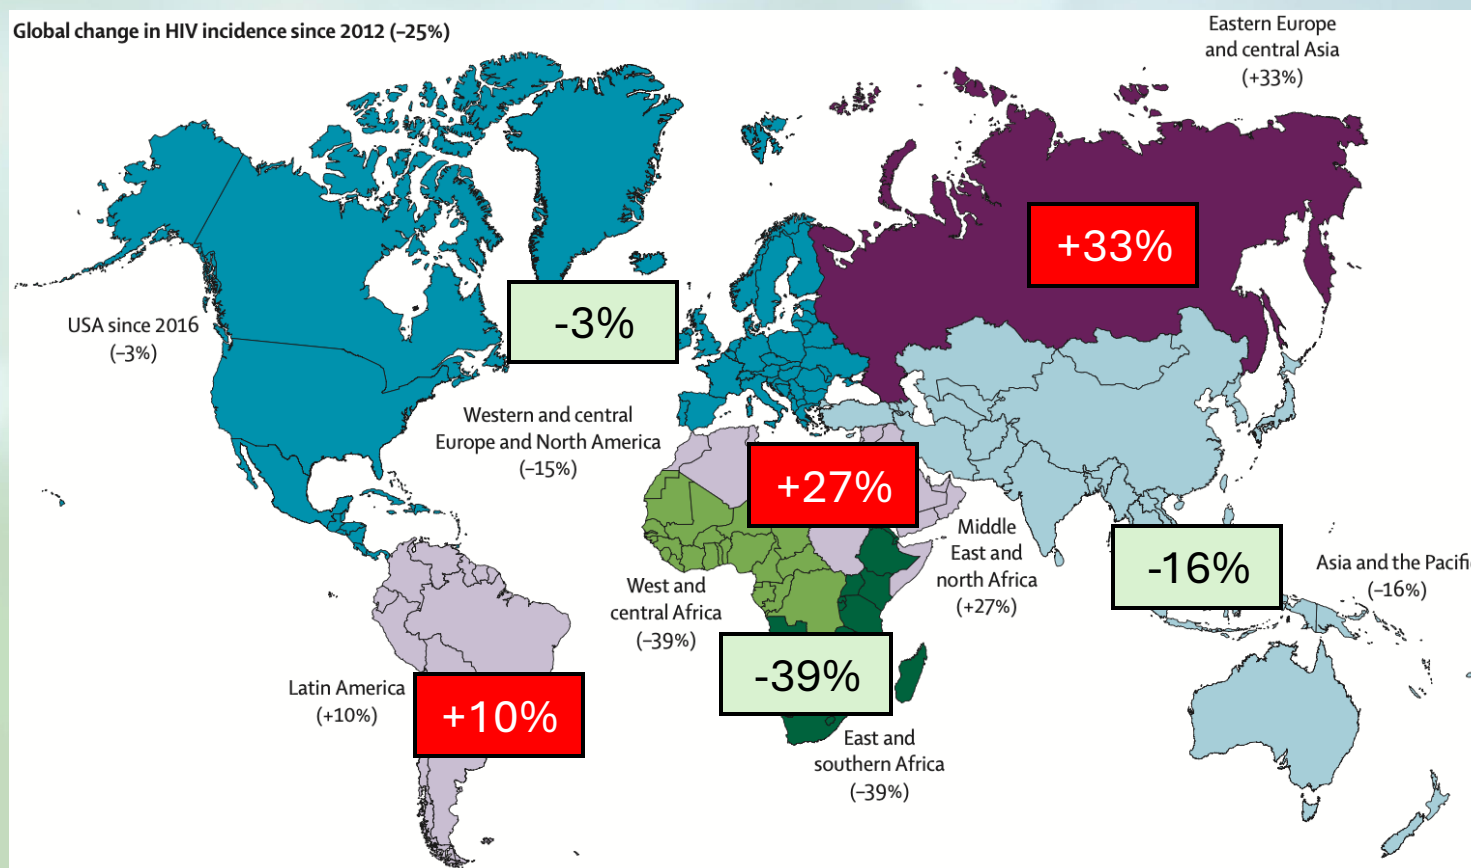 Global change in HIV incidence since 2012 (–25%)
Eastern Europe
and central Asia
(+33%)
+33%
USA since 2016
(–3%)
-3%
Western and central
Europe and North America
(–15%)
+27%
Middle
East and
north Africa
(+27%)
-16%
Asia and the Pacifi
(–16%)
West and
central Africa
(–39%)
-39%
Latin America
(+10%)
+10%
East and
southern Africa
(–39%)